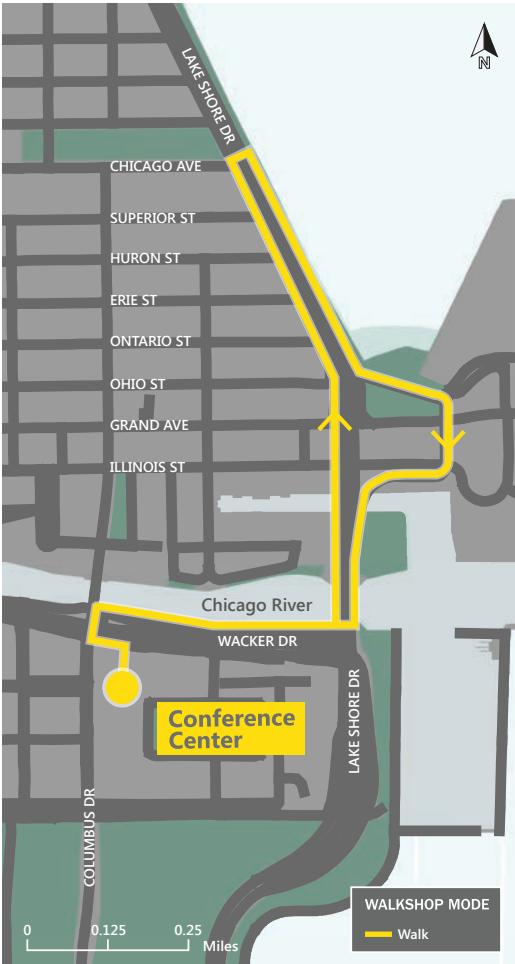 N
LAKE SHORE DR
CHICAGO AVE
SUPERIOR ST
HURON ST
ERIE ST
ONTARIO ST
OHIO ST
GRAND AVE
ILLINOIS ST
Chicago River
WACKER DR
Conference
Center
LAKE SHORE DR
COLUMBUS DR
WALKSHOP MODE
Walk
0 0.125 0.25
Miles